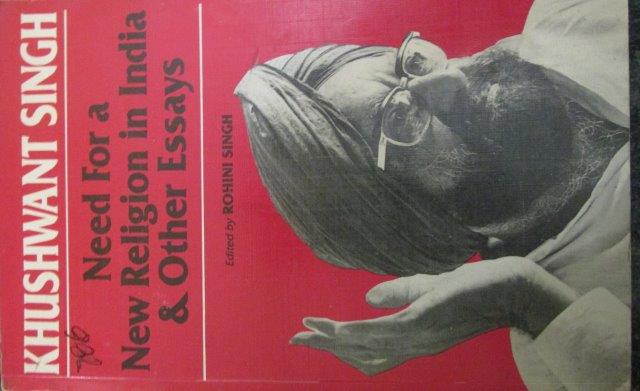 KHUSHWANT SINGH
Need For a
New Religion in India
& Other Essays
Edited by ROHINI SINGH